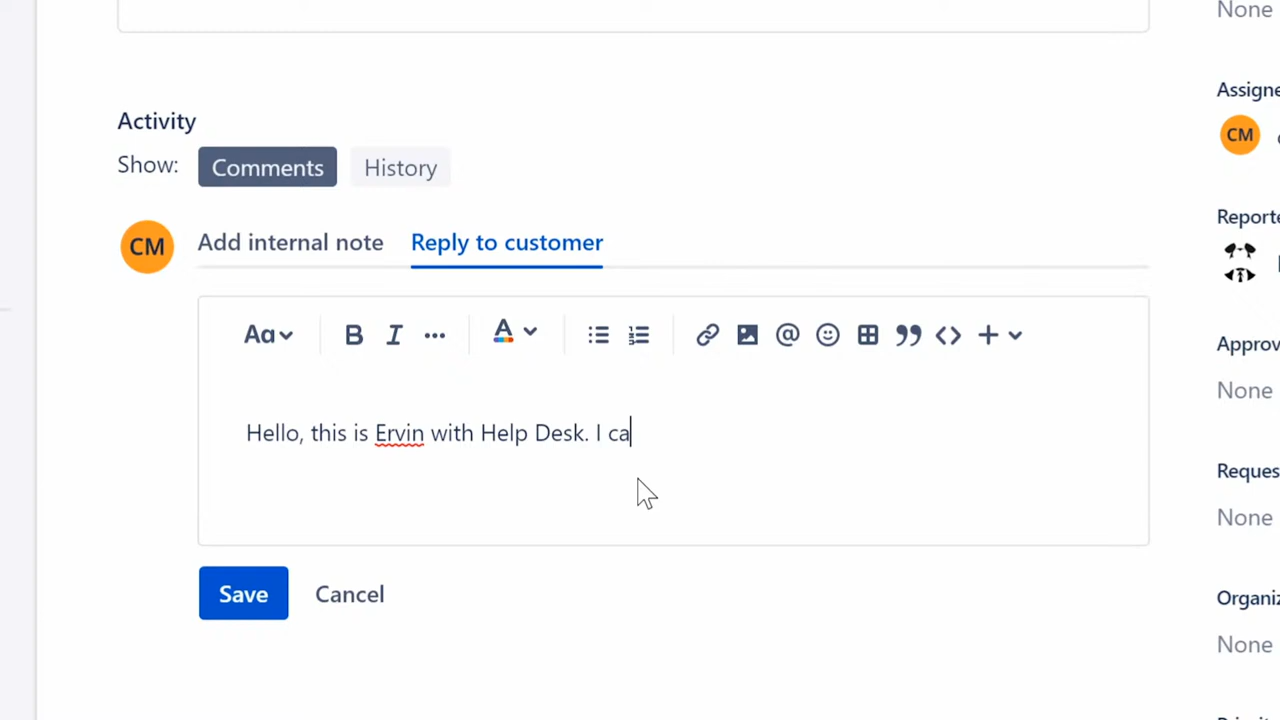 None
Activity
Assigne
Show: Comments History
CM
Reporte
CM Add internal note Reply to customer
Aa B I A @
Approv
None
Hello, this is Ervin with Help Desk. I ca
Reques
None
Save Cancel
Organiz
None